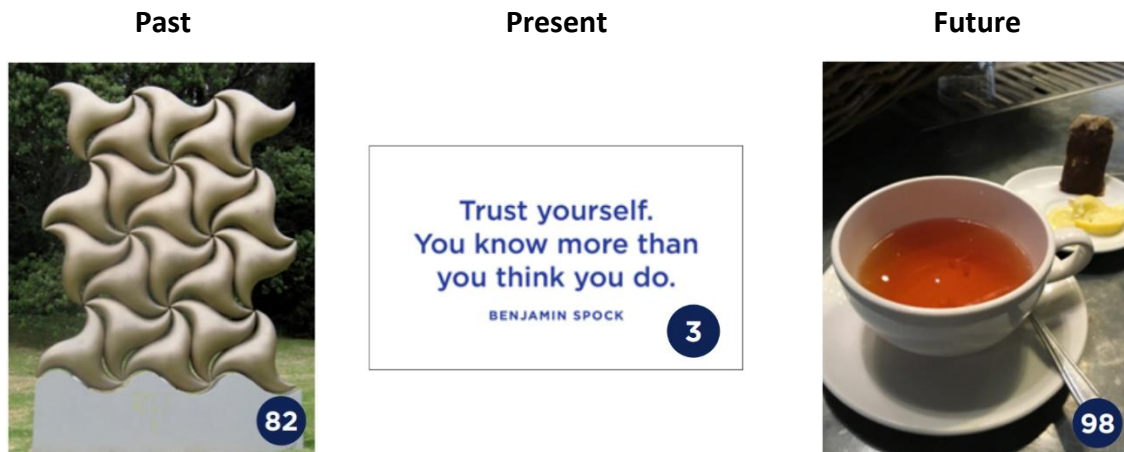 Past
Present
Future
82
Trust yourself.
You know more than
you think you do.
BENJAMIN SPOCK
3
98